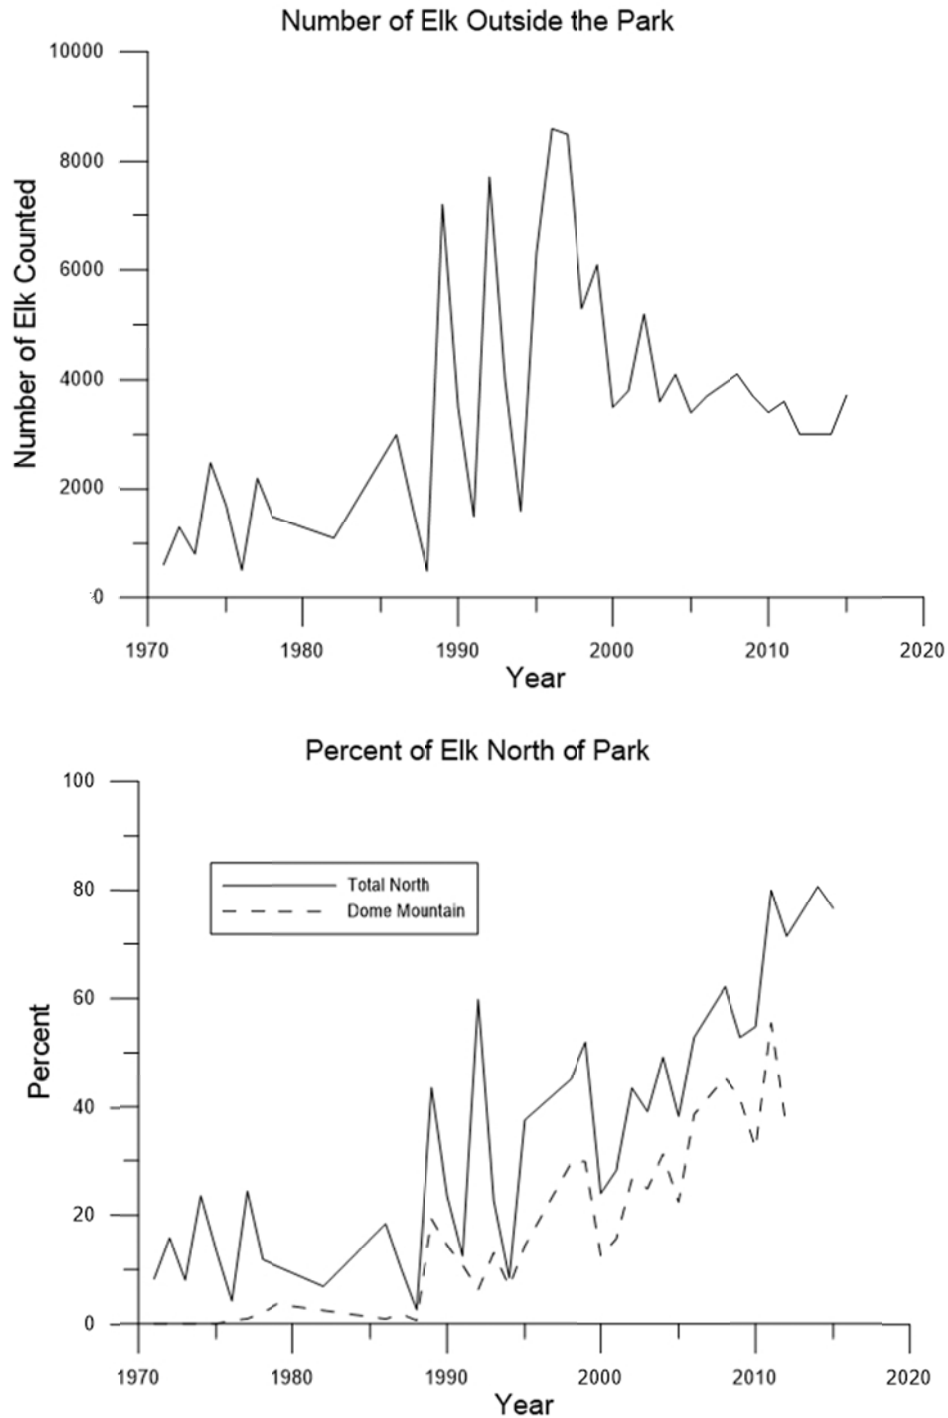 Number of Elk Outside the Park
10000
8000
6000
4000
2000
0
Number of Elk Counted
1970 1980 1990 2000 2010 2020
Year
Percent of Elk North of Park
100
80
60
40
20
0
Percent
Total North
Dome Mountain
1970 1980 1990 2000 2010 2020
Year